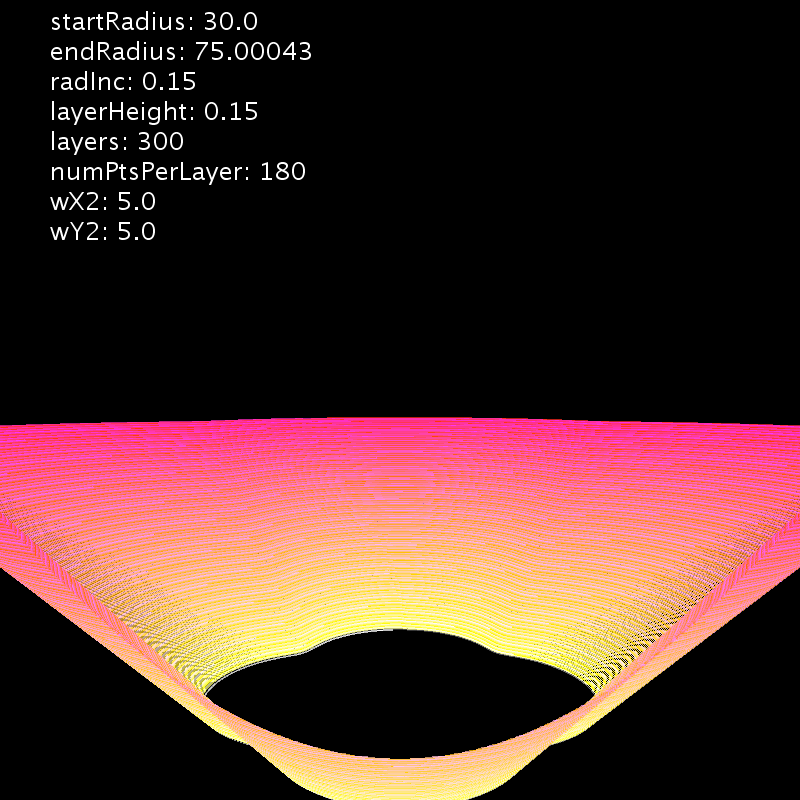 startRadius: 30.0
endRadius: 75.00043
radInc: 0.15
layerHeight: 0.15
layers: 300
numPtsPerLayer: 180
wX2: 5.0
wY2: 5.0